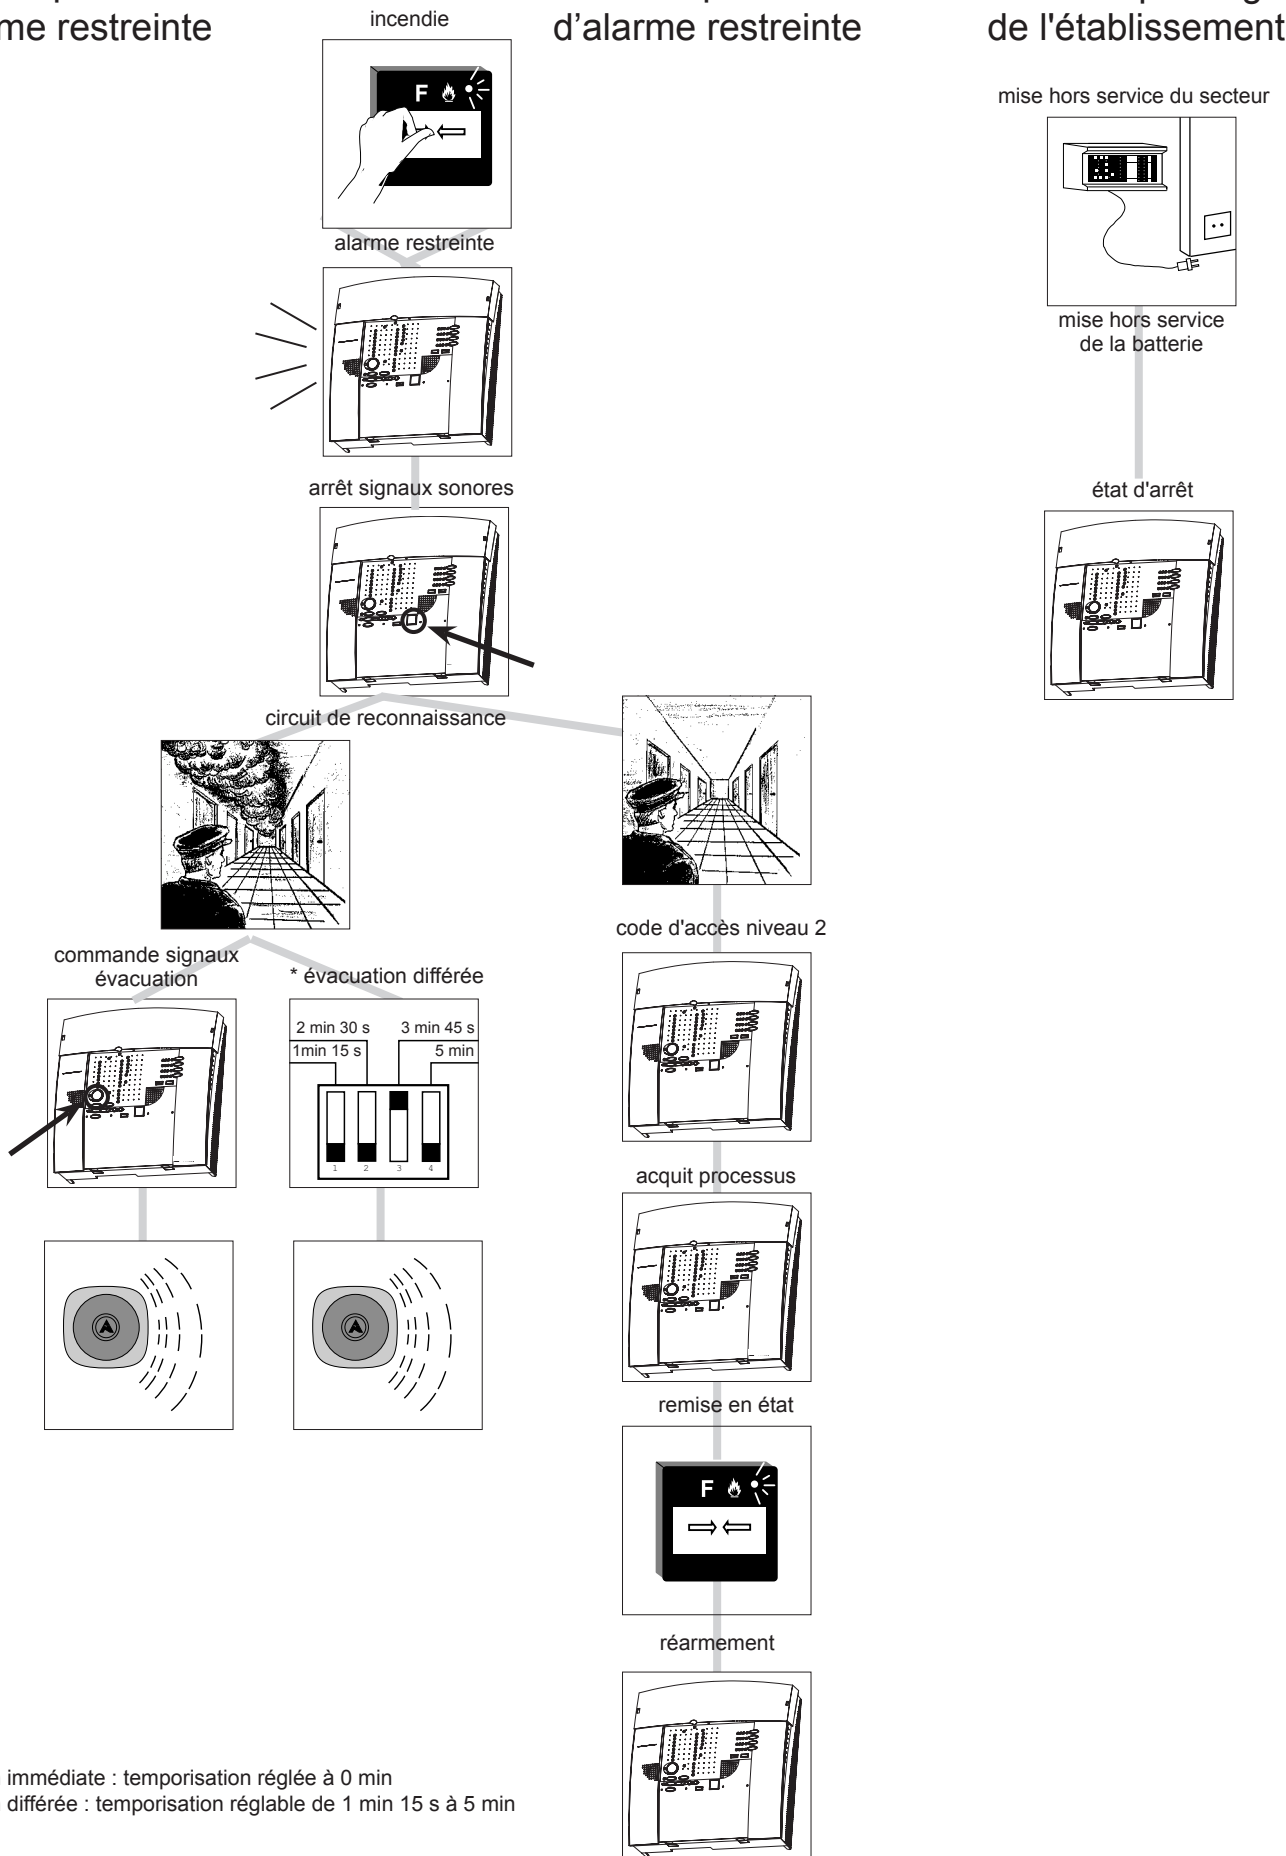 me restreinte
d'alarme restreinte
de l'établissement
incendie
F
alarme restreinte
arrêt signaux sonores
circuit de reconnaissance
commande signaux
évacuation
* évacuation différée
2 min 30 s
3 min 45 s
1min 15 s
5 min
1 2 3 4
A
A
code d'accès niveau 2
acquit processus
remise en état
F
réarmement
mise hors service du secteur
mise hors service
de la batterie
état d'arrêt
immédiate : temporisation réglée à 0 min
différée : temporisation réglable de 1 min 15 s à 5 min